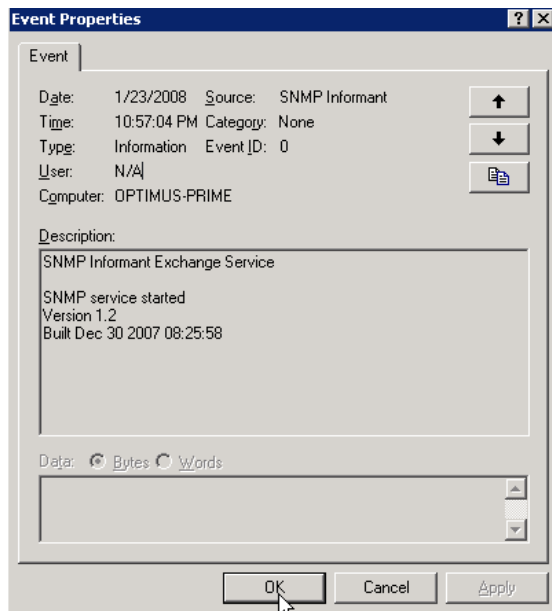 Event Properties
Event
Date: 1/23/2008 Source: SNMP Informant
Time: 10:57:04 PM Category: None
Type: Information Event ID: 0
User: N/A
Computer: OPTIMUS-PRIME
Description:
SNMP Informant Exchange Service
SNMP service started
Version 1.2
Built Dec 30 2007 08:25:58
Data: Bytes Words
OK Cancel Apply